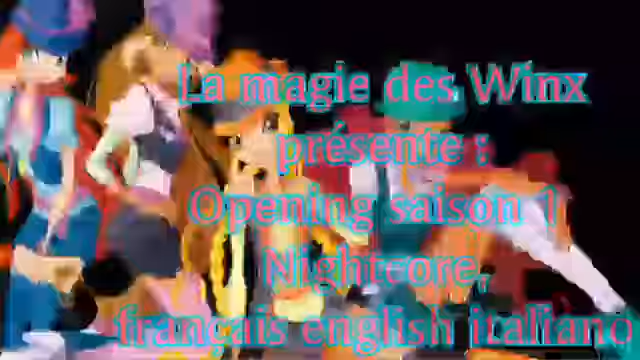 La magie des Winx
présente :
Opening saison 1
Nightcore,
français english italiano